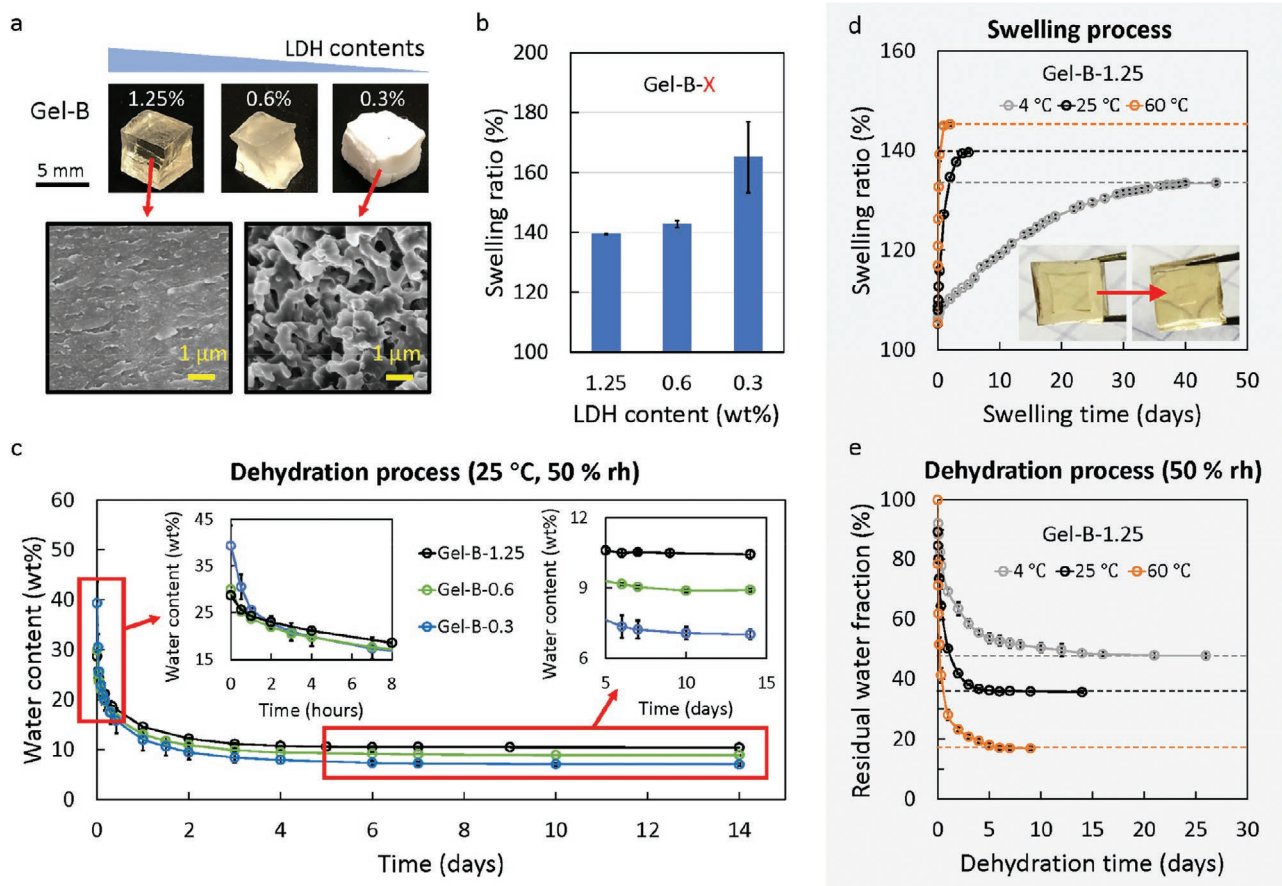 a
LDH contents
Gel-B
1.25%
0.6%
0.3%
5 mm
1 μm
1 μm
b
200
180
160
140
120
100
Swelling ratio (%)
Gel-B-X
1.25
0.6
0.3
LDH content (wt%)
c
Dehydration process (25 °C, 50 % rh)
60
50
40
30
20
10
0
Water content (wt%)
0
2
4
6
8
10
12
14
Time (days)
45
35
25
15
Water content (wt%)
0
2
4
6
8
Time (hours)
Gel-B-1.25
Gel-B-0.6
Gel-B-0.3
12
9
6
Water content (wt%)
5
10
15
Time (days)
d
Swelling process
Gel-B-1.25
4 °C
25 °C
60 °C
160
140
120
100
Swelling ratio (%)
0
10
20
30
40
50
Swelling time (days)
e
Dehydration process (50 % rh)
Gel-B-1.25
4 °C
25 °C
60 °C
100
80
60
40
20
0
Residual water fraction (%)
0
5
10
15
20
25
30
Dehydration time (days)